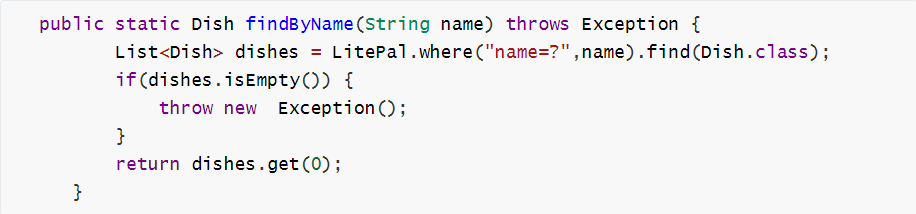 public static Dish findByName(String name) throws Exception {
List<Dish> dishes = LitePal.where("name=?",name).find(Dish.class);
if(dishes.isEmpty()) {
throw new  Exception();
}
return dishes.get(0);
}